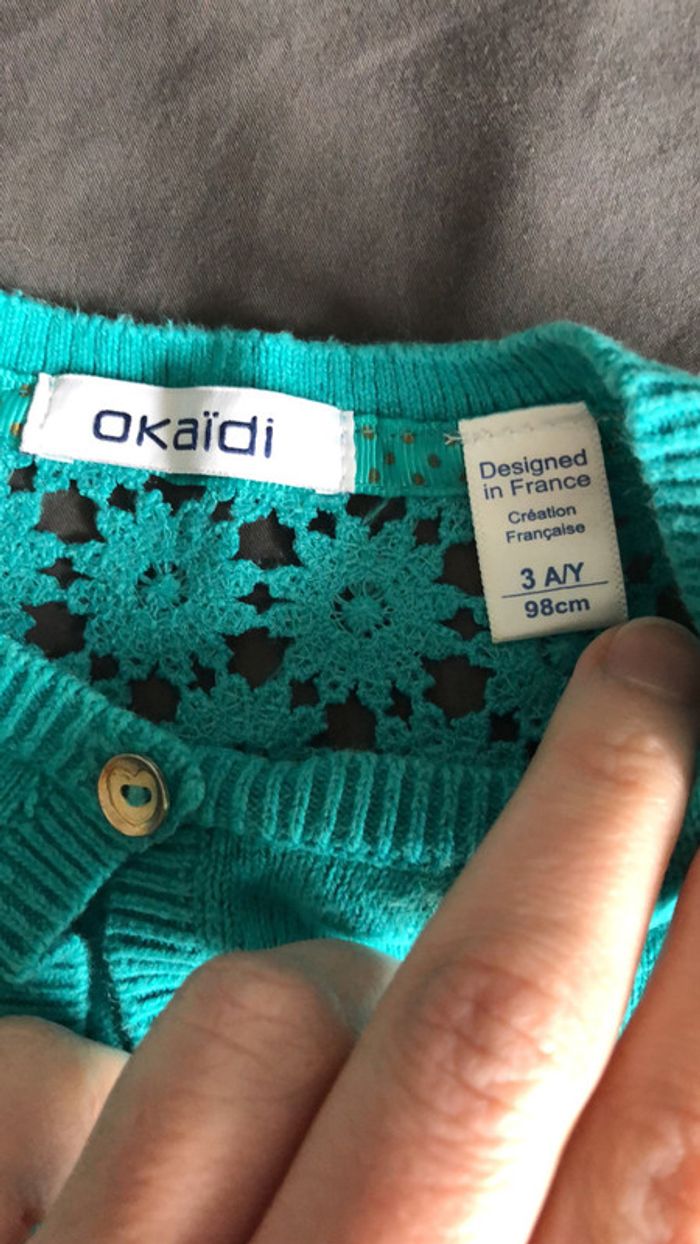 oKaïdi
Designed
in France
Création
Française
3 A/Y
98cm